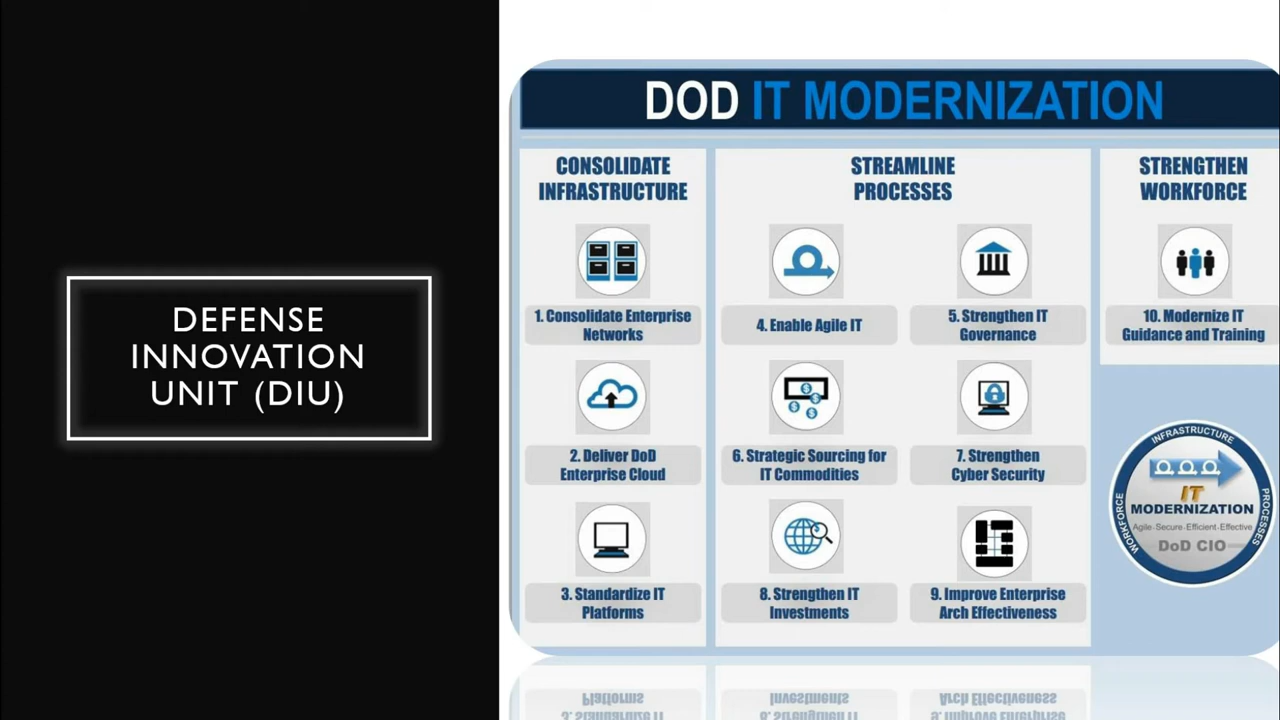 DEFENSE
INNOVATION
UNIT (DIU)
DOD IT MODERNIZATION
CONSOLIDATE
INFRASTRUCTURE
1. Consolidate Enterprise
Networks
2. Deliver DoD
Enterprise Cloud
3. Standardize IT
Platforms
STREAMLINE
PROCESSES
4. Enable Agile IT
5. Strengthen IT
Governance
6. Strategic Sourcing for
IT Commodities
7. Strengthen
Cyber Security
8. Strengthen IT
Investments
9. Improve Enterprise
Arch Effectiveness
STRENGTHEN
WORKFORCE
10. Modernize IT
Guidance and Training
INFRASTRUCTURE
WORKFORCE
PROCESSES
IT
MODERNIZATION
Agile-Secure-Efficient-Effective
DoD CIO